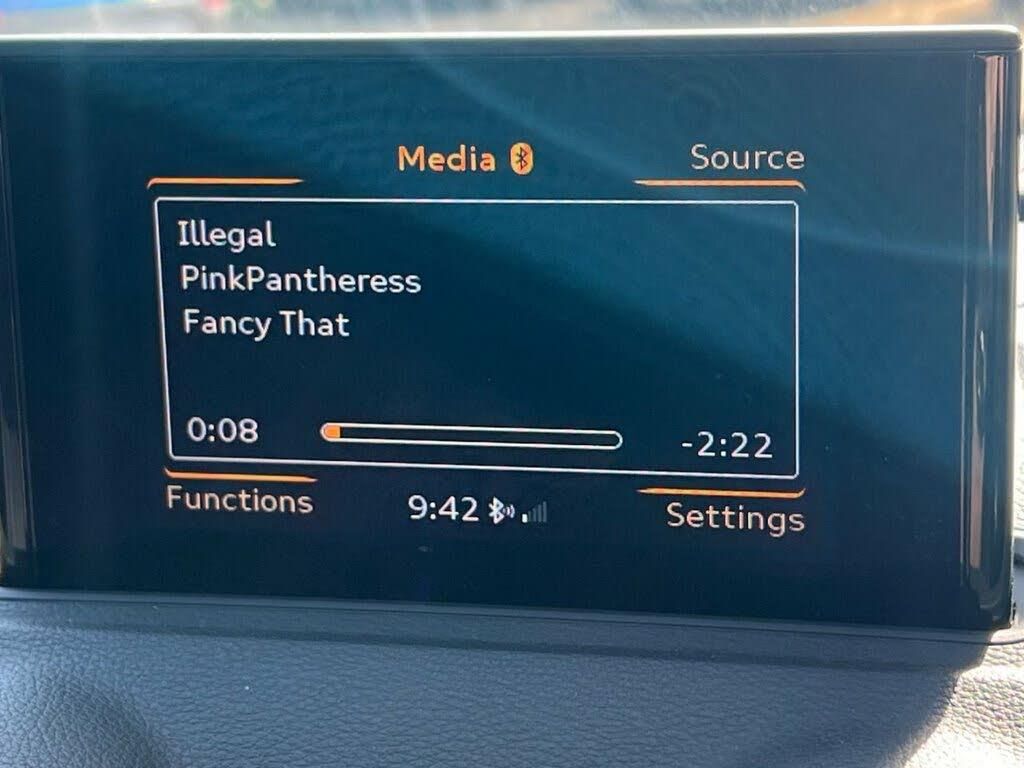 Media
Source
Illegal
PinkPantheress
Fancy That
0:08
-2:22
Functions
9:42
Settings